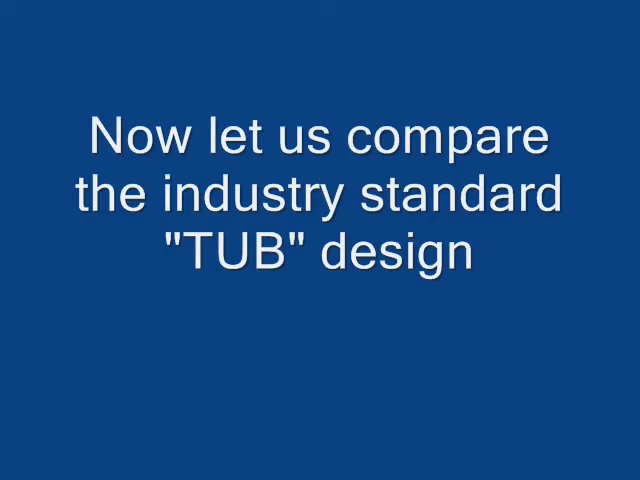 Now let us compare
the industry standard
"TUB" design